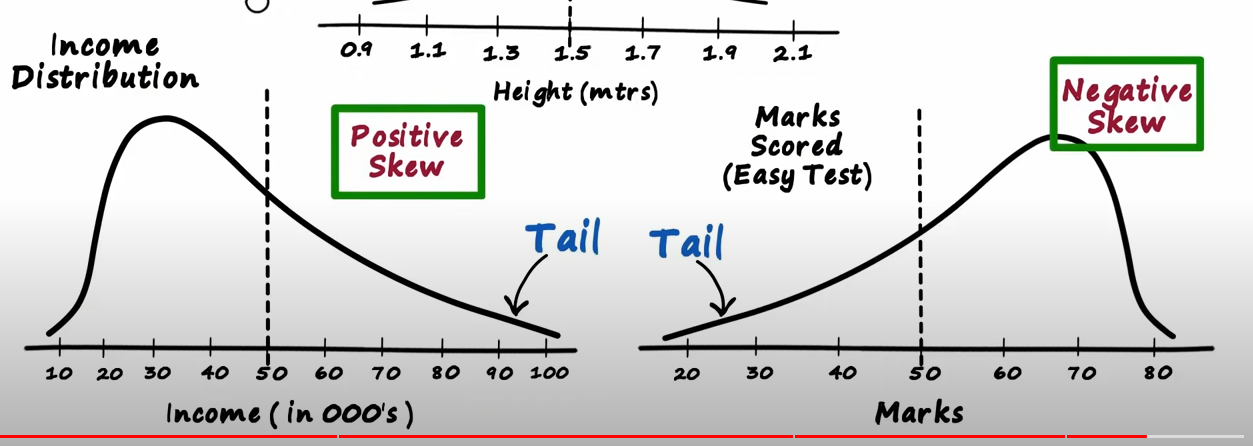 0.9 1.1 1.3 1.5 1.7 1.9 2.1
Height (mtrs)
Income
Distribution
Positive
Skew
Tail
10 20 30 40 50 60 70 80 90 100
Income ( in 000's )
Marks
Scored
(Easy Test)
Negative
Skew
Tail
20 30 40 50 60 70 80
Marks